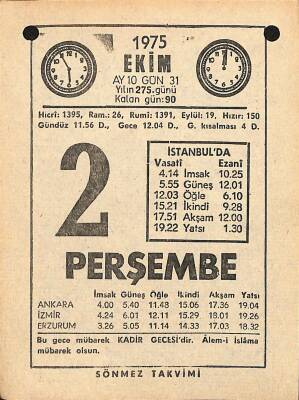 1975
EKİM
AY 10 GÜN 31
Yılın 275. günü
Kalan gün: 90
Hicrî: 1395, Ram.: 26, Rumî: 1391, Eylül: 19, Hızır: 150
Gündüz 11.56 D., Gece 12.04 D., G. kısalması 4 D.
2
İSTANBUL'DA
Vasatî Ezanî
4.14 İmsak 10.25
5.55 Güneş 12.01
12.03 Öğle 6.10
15.21 İkindi 9.28
17.51 Akşam 12.00
19.22 Yatsı 1.30
PERŞEMBE
İmsak Güneş Öğle İkindi Akşam Yatsı
ANKARA 4.00 5.40 11.48 15.06 17.36 19.04
İZMİR 4.24 6.01 12.11 15.29 18.01 19.26
ERZURUM 3.26 5.05 11.14 14.33 17.03 18.32
Bu gece mübarek KADİR GECESİ'dir. Âlem-i İslâma
mübarek olsun.
SÖNMEZ TAKVİMİ